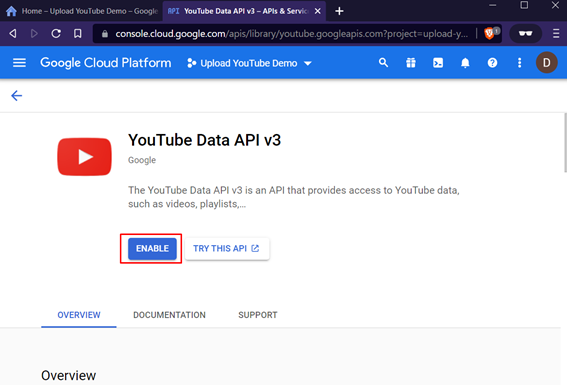 Home – Upload YouTube Demo – Google
API YouTube Data API v3 – APIs & Servic
console.cloud.google.com/apis/library/youtube.googleapis.com?project=upload-y...
1
Google Cloud Platform
Upload YouTube Demo
D
YouTube Data API v3
Google
The YouTube Data API v3 is an API that provides access to YouTube data,
such as videos, playlists,...
ENABLE
TRY THIS API
OVERVIEW
DOCUMENTATION
SUPPORT
Overview